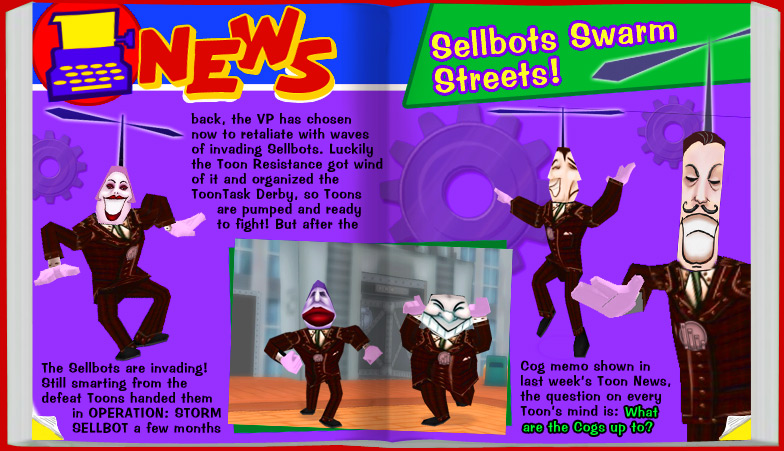 NEWS
Sellbots Swarm
Streets!
The Sellbots are invading!
Still smarting from the
defeat Toons handed them
in OPERATION: STORM
SELLBOT a few months
back, the VP has chosen
now to retaliate with waves
of invading Sellbots. Luckily
the Toon Resistance got wind
of it and organized the
ToonTask Derby, so Toons
are pumped and ready
to fight! But after the
Cog memo shown in
last week's Toon News,
the question on every
Toon's mind is: What
are the Cogs up to?